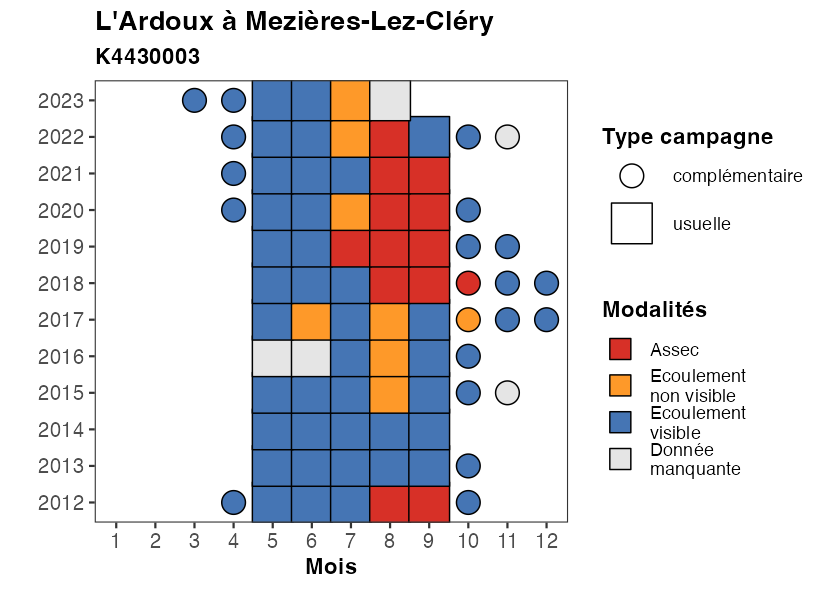 L'Ardoux à Mezières-Lez-Cléry
K4430003
2023
2022
2021
2020
2019
2018
2017
2016
2015
2014
2013
2012
1 2 3 4 5 6 7 8 9 10 11 12
Mois
Type campagne
complémentaire
usuelle
Modalités
Assec
Ecoulement
non visible
Ecoulement
visible
Donnée
manquante